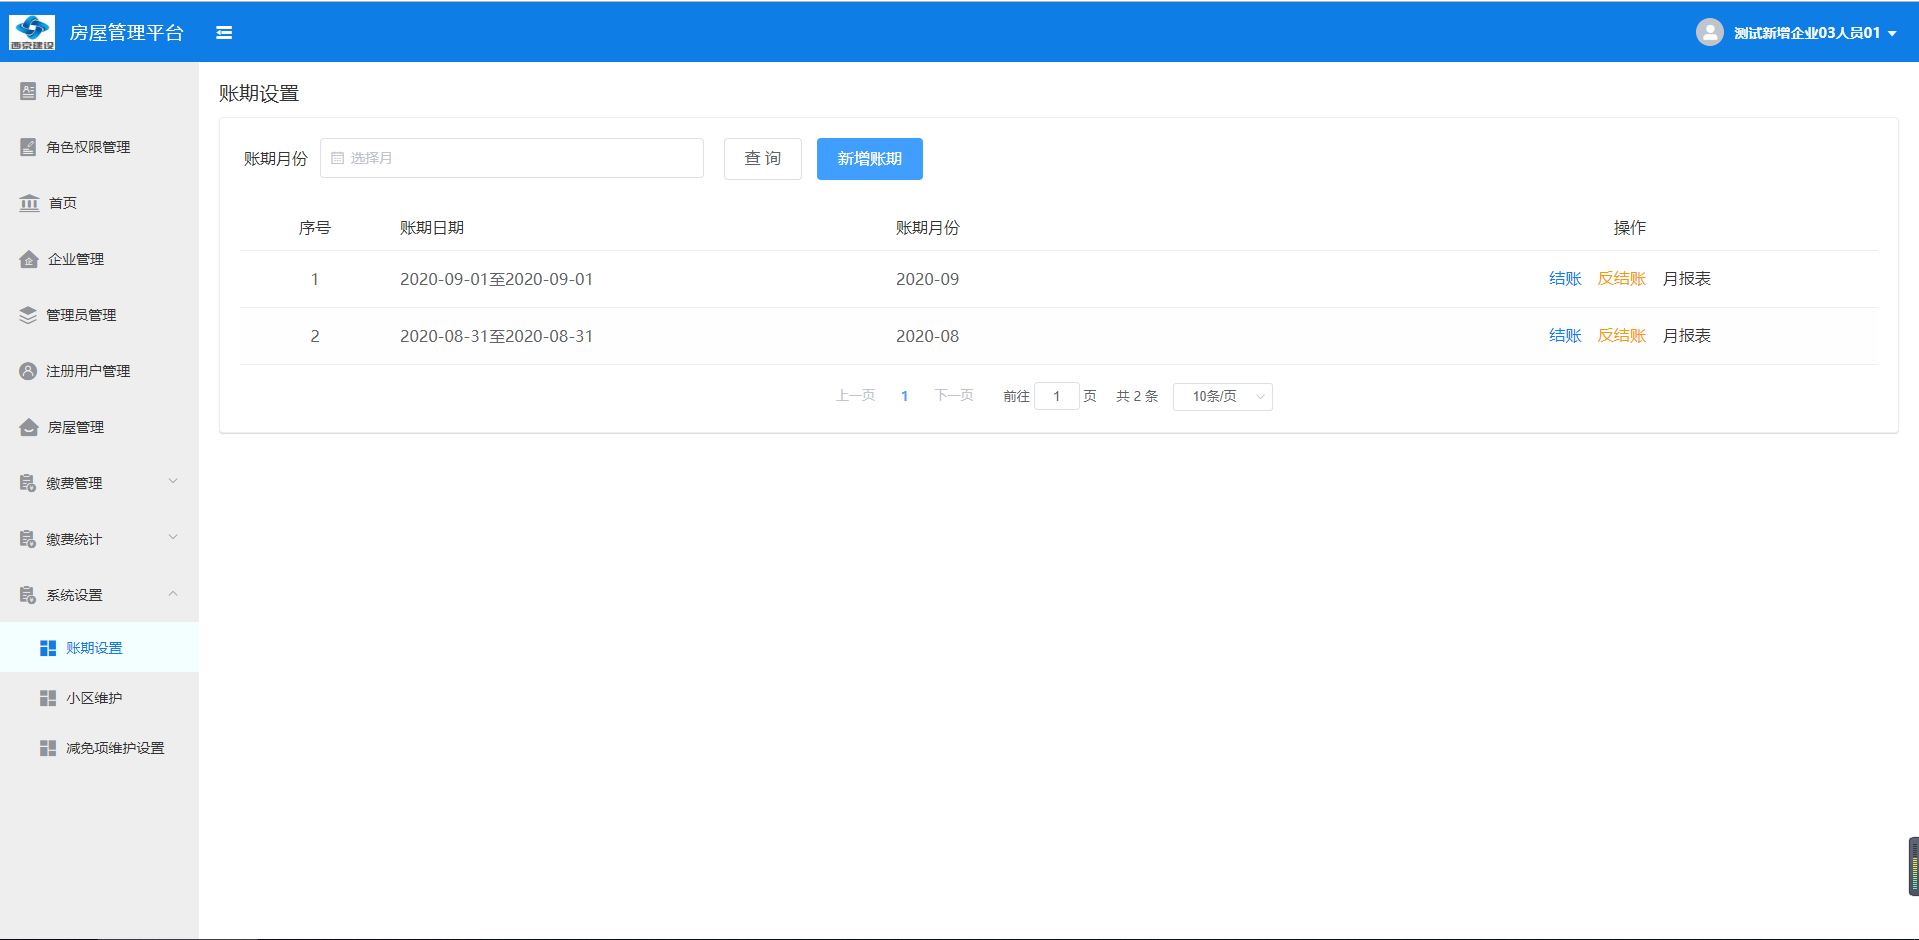 西京建设
房屋管理平台
测试新增企业03人员01
用户管理
角色权限管理
首页
企业管理
管理员管理
注册用户管理
房屋管理
缴费管理
缴费统计
系统设置
账期设置
小区维护
减免项维护设置
账期设置
账期月份 选择月 查 询 新增账期
序号 账期日期 账期月份 操作
1 2020-09-01至2020-09-01 2020-09 结账 反结账 月报表
2 2020-08-31至2020-08-31 2020-08 结账 反结账 月报表
上一页 1 下一页 前往 1 页 共 2 条 10条/页